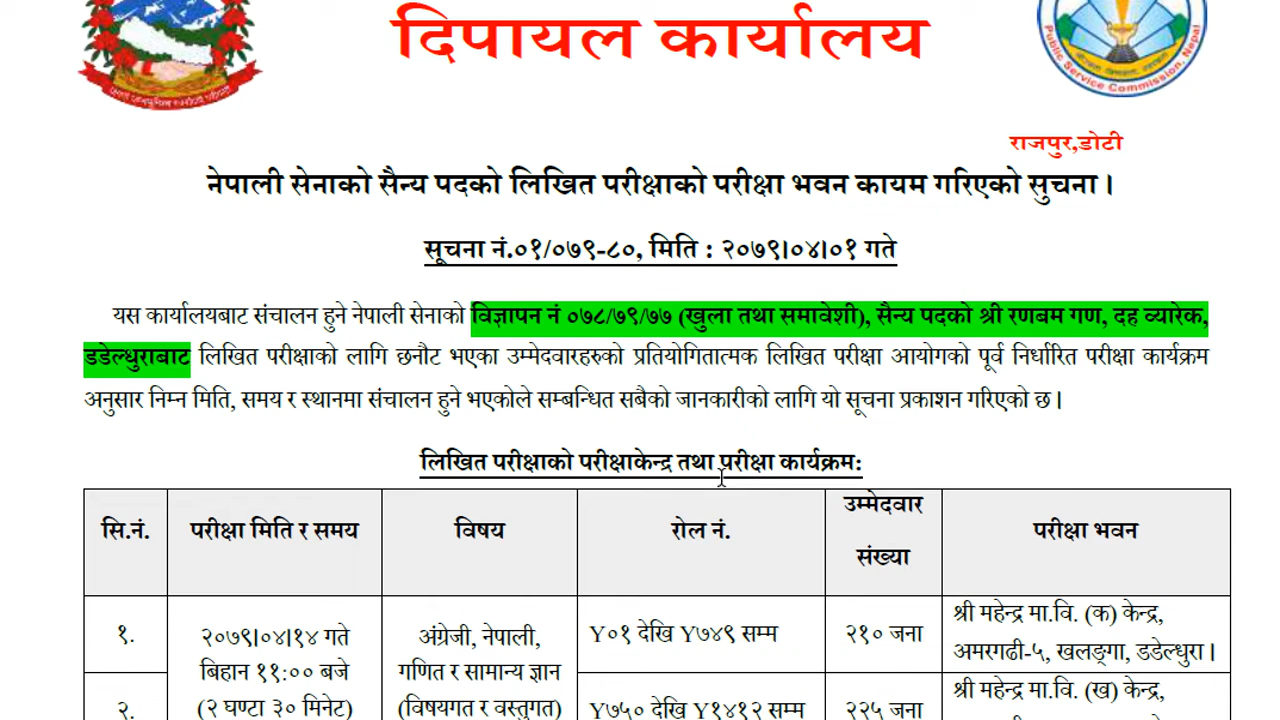 दिपायल कार्यालय
Public Service Commission, Nepal
राजपुर,डोटी
नेपाली सेनाको सैन्य पदको लिखित परीक्षाको परीक्षा भवन कायम गरिएको सुचना।
सूचना नं.०१/०७९-८०, मिति : २०७९।०४।०१ गते
यस कार्यालयबाट संचालन हुने नेपाली सेनाको विज्ञापन नं ०७८/७९/७७ (खुला तथा समावेशी), सैन्य पदको श्री रणबम गण, दह व्यारेक,
डडेल्धुराबाट लिखित परीक्षाको लागि छनौट भएका उम्मेदवारहरुको प्रतियोगितात्मक लिखित परीक्षा आयोगको पूर्व निर्धारित परीक्षा कार्यक्रम
अनुसार निम्न मिति, समय र स्थानमा संचालन हुने भएकोले सम्बन्धित सबैको जानकारीको लागि यो सूचना प्रकाशन गरिएको छ।
लिखित परीक्षाको परीक्षाकेन्द्र तथा परीक्षा कार्यक्रम:
सि.नं. परीक्षा मिति र समय विषय रोल नं. उम्मेदवार संख्या परीक्षा भवन
१. २०७९।०४।१४ गते अंग्रेजी, नेपाली, Y०१ देखि Y७४९ सम्म २१० जना श्री महेन्द्र मा.वि. (क) केन्द्र,
बिहान ११:०० बजे गणित र सामान्य ज्ञान अमरगढी-५, खलङ्गा, डडेल्धुरा।
२. (२ घण्टा ३० मिनेट) (विषयगत र वस्तुगत) Y७५० देखि Y१४१२ सम्म २२५ जना श्री महेन्द्र मा.वि. (ख) केन्द्र,